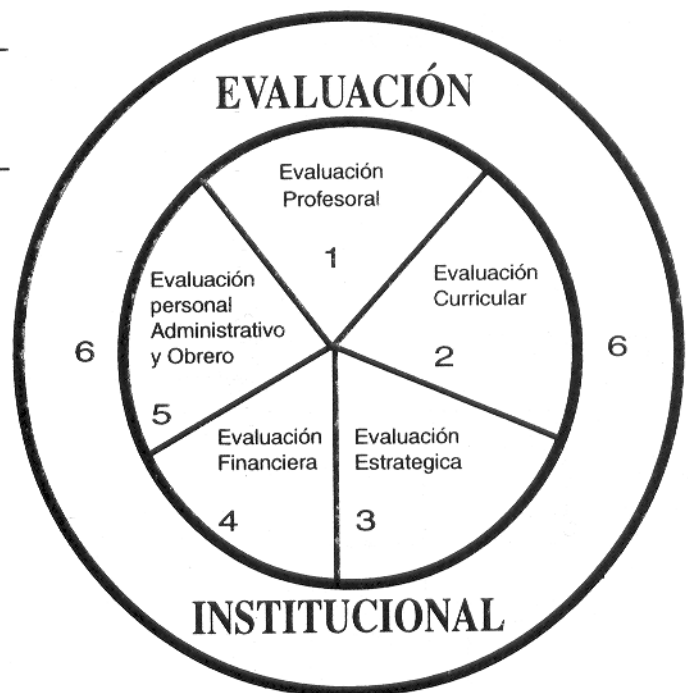 EVALUACIÓN
Evaluación
Profesoral
1
Evaluación
Curricular
2
Evaluación
Estrategica
3
Evaluación
Financiera
4
Evaluación
personal
Administrativo
y Obrero
5
6
6
INSTITUCIONAL